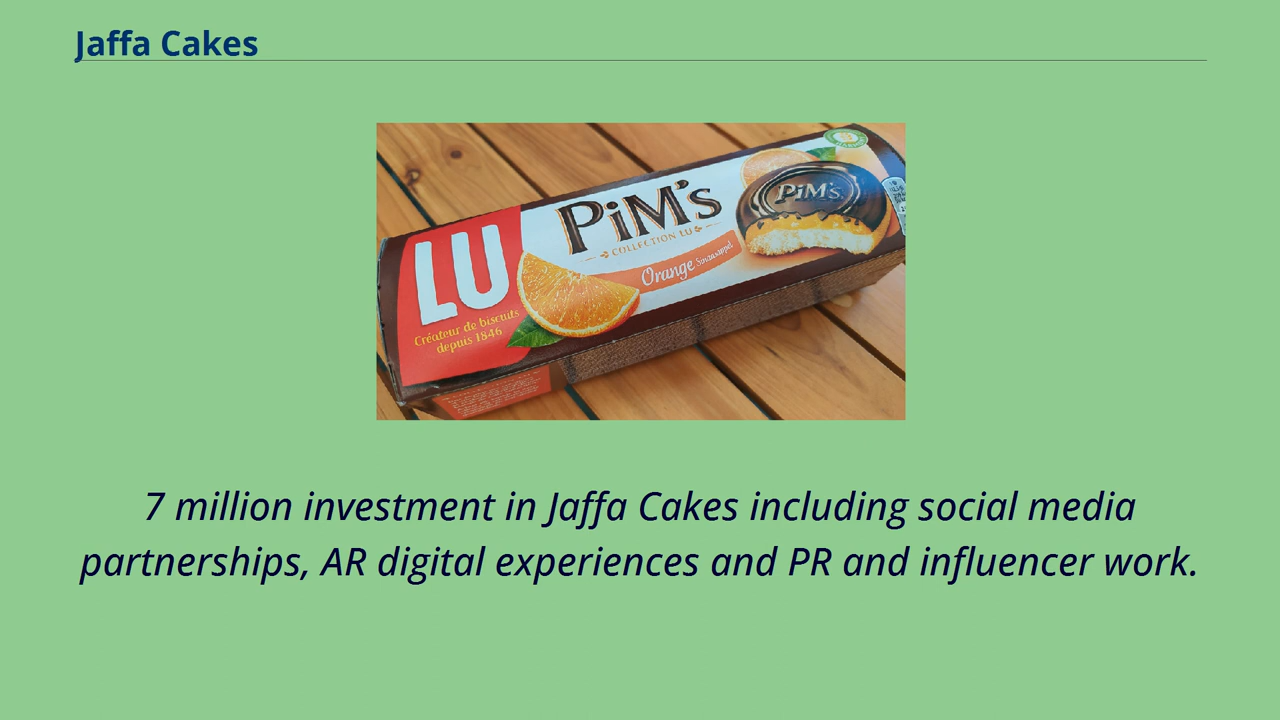 Jaffa Cakes
LU
Créateur de biscuits
depuis 1846
PiM's
COLLECTION LU
Orange Sinaasappel
PiM's
7 million investment in Jaffa Cakes including social media
partnerships, AR digital experiences and PR and influencer work.